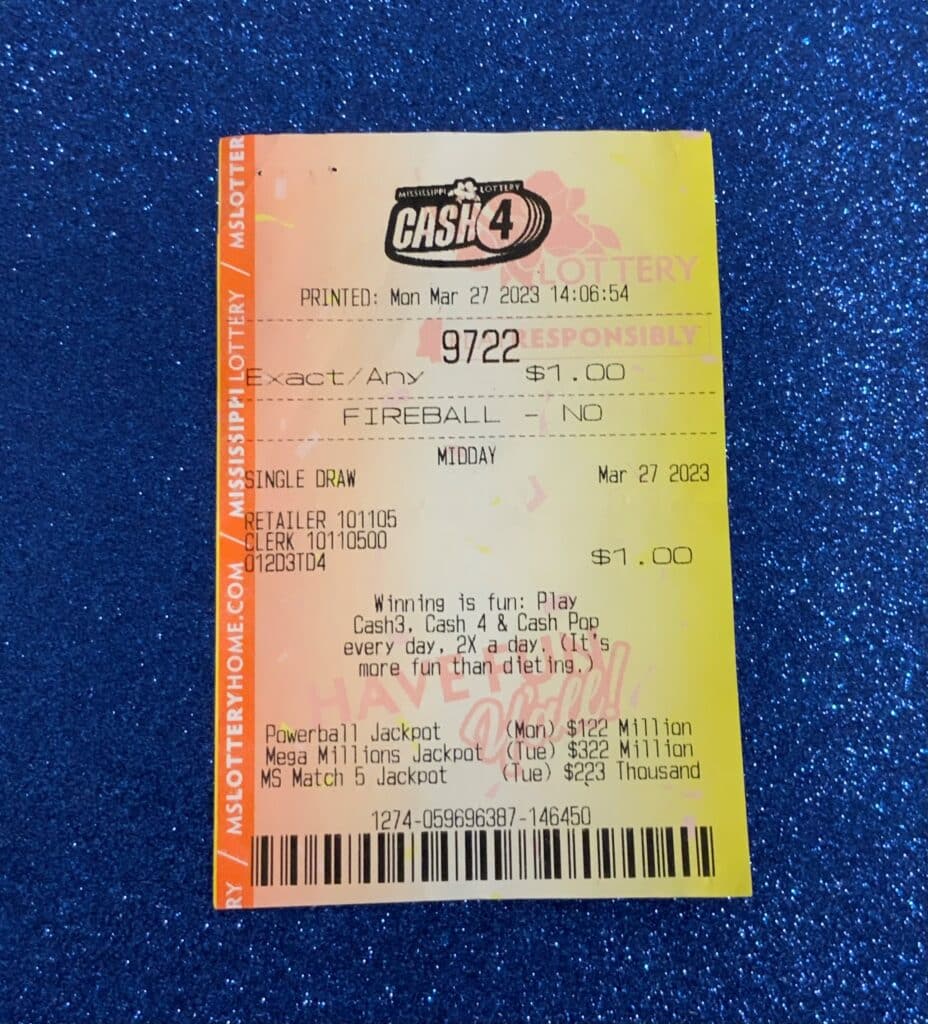 MISSISSIPPI LOTTERY
CASH 4
LOTTERY
PRINTED: Mon Mar 27 2023 14:06:54
RESPONSIBLY
9722
Exact/Any $1.00
FIREBALL - NO
MIDDAY
SINGLE DRAW Mar 27 2023
RETAILER 101105
CLERK 10110500
012D3TD4 $1.00
Winning is fun: Play
Cash3, Cash 4 & Cash Pop
every day, 2X a day. (It's
more fun than dieting.)
HAVE FUN
Y'all!
Powerball Jackpot (Mon) $122 Million
Mega Millions Jackpot (Tue) $322 Million
MS Match 5 Jackpot (Tue) $223 Thousand
1274-059696387-146450
RY / MSLOTTERYHOME.COM / MISSISSIPPI LOTTERY / MSLOTTER